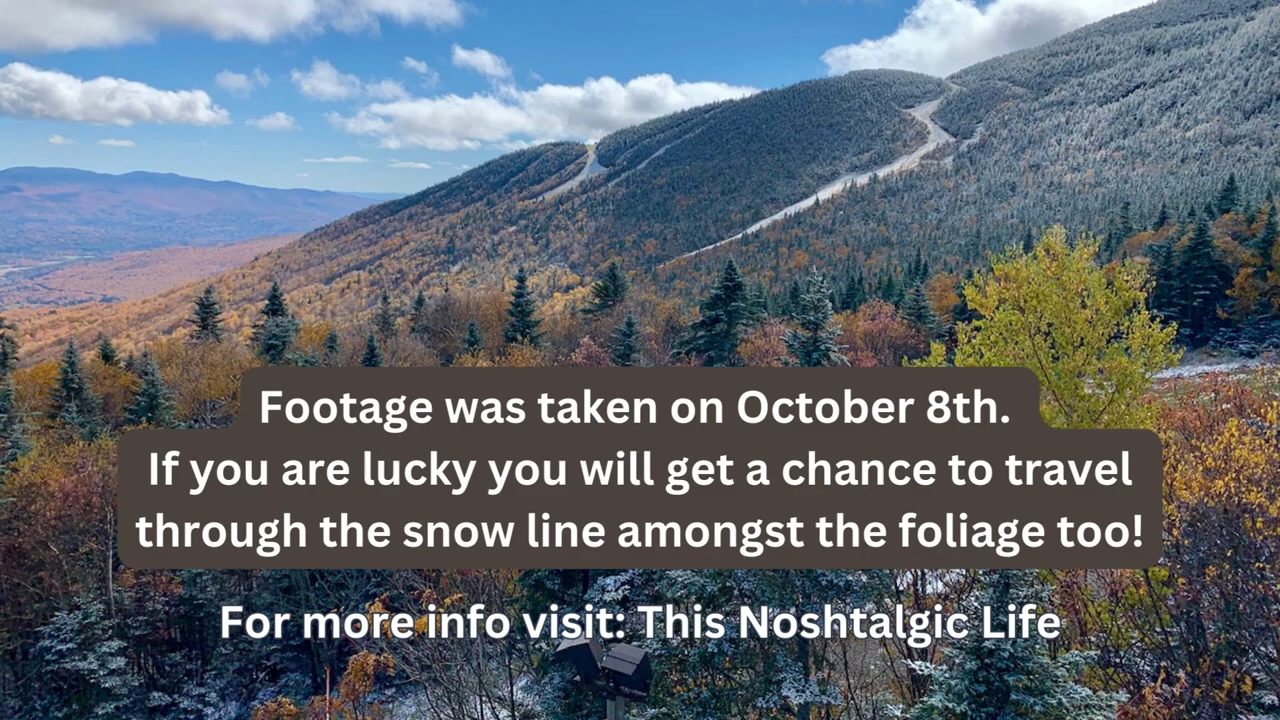 Footage was taken on October 8th.
If you are lucky you will get a chance to travel
through the snow line amongst the foliage too!
For more info visit: This Noshtalgic Life